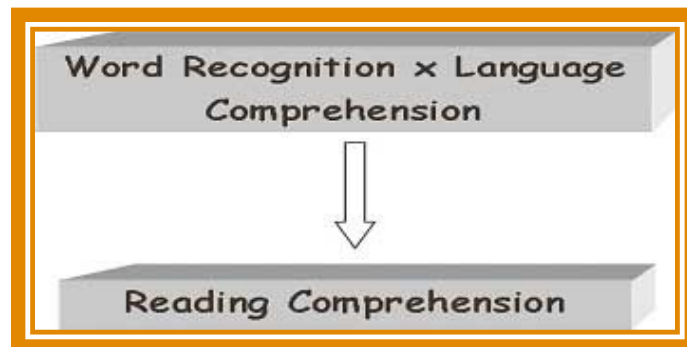 Word Recognition x Language
Comprehension
Reading Comprehension